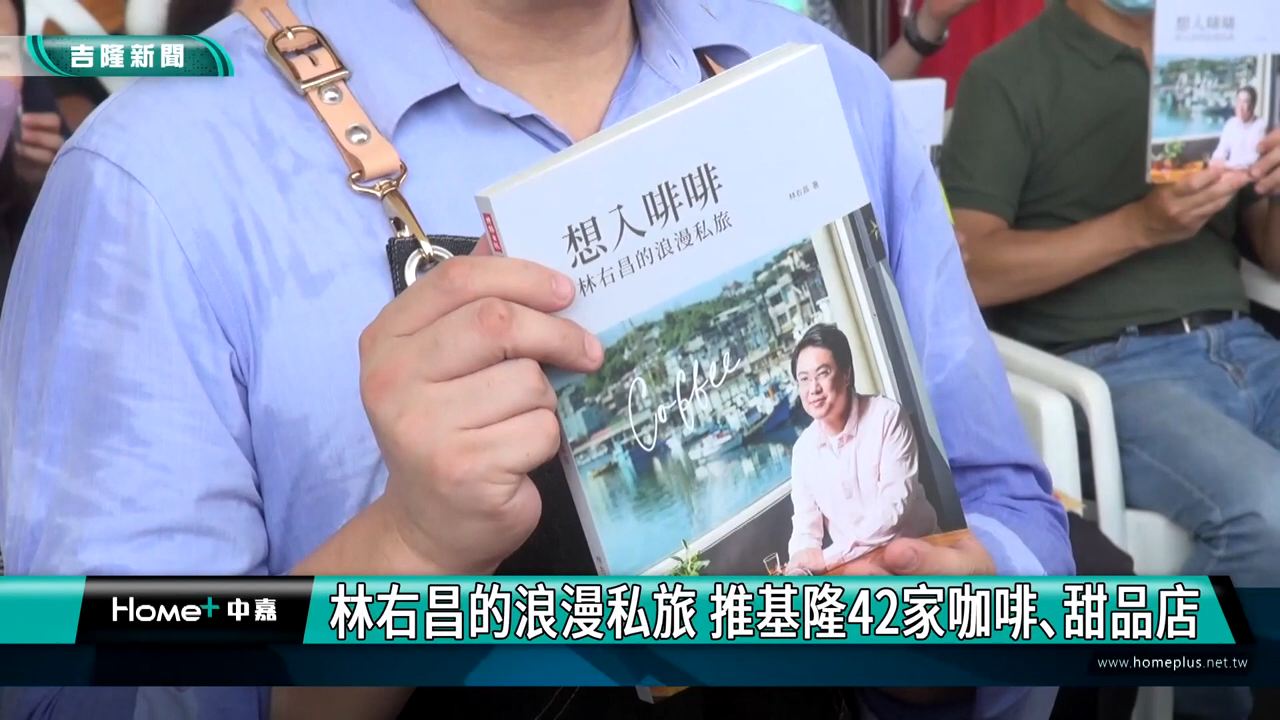 吉隆新聞
想入啡啡
林右昌的浪漫私旅
林右昌 著
Coffee
想入啡啡
Home+中嘉
林右昌的浪漫私旅 推基隆42家咖啡、甜品店
www.homeplus.net.tw